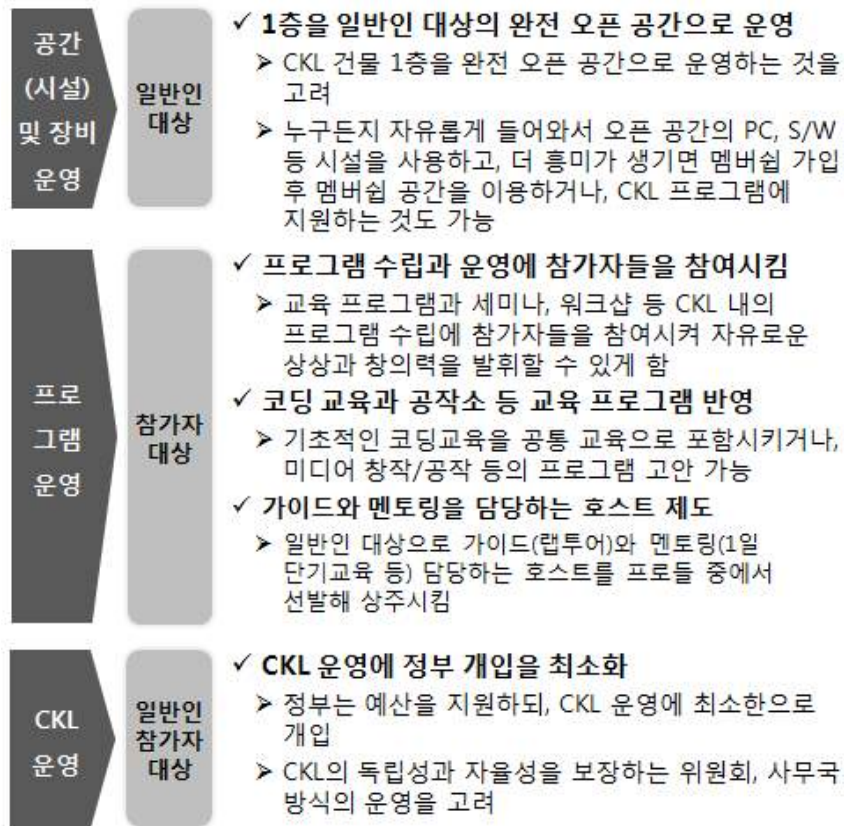 공간
(시설)
및 장비
운영
일반인
대상
✓ 1층을 일반인 대상의 완전 오픈 공간으로 운영
➤ CKL 건물 1층을 완전 오픈 공간으로 운영하는 것을
고려
➤ 누구든지 자유롭게 들어와서 오픈 공간의 PC, S/W
등 시설을 사용하고, 더 흥미가 생기면 멤버쉽 가입
후 멤버쉽 공간을 이용하거나, CKL 프로그램에
지원하는 것도 가능
프로
그램
운영
참가자
대상
✓ 프로그램 수립과 운영에 참가자들을 참여시킴
➤ 교육 프로그램과 세미나, 워크샵 등 CKL 내의
프로그램 수립에 참가자들을 참여시켜 자유로운
상상과 창의력을 발휘할 수 있게 함
✓ 코딩 교육과 공작소 등 교육 프로그램 반영
➤ 기초적인 코딩교육을 공통 교육으로 포함시키거나,
미디어 창작/공작 등의 프로그램 고안 가능
✓ 가이드와 멘토링을 담당하는 호스트 제도
➤ 일반인 대상으로 가이드(랩투어)와 멘토링(1일
단기교육 등) 담당하는 호스트를 프로들 중에서
선발해 상주시킴
CKL
운영
일반인
참가자
대상
✓ CKL 운영에 정부 개입을 최소화
➤ 정부는 예산을 지원하되, CKL 운영에 최소한으로
개입
➤ CKL의 독립성과 자율성을 보장하는 위원회, 사무국
방식의 운영을 고려